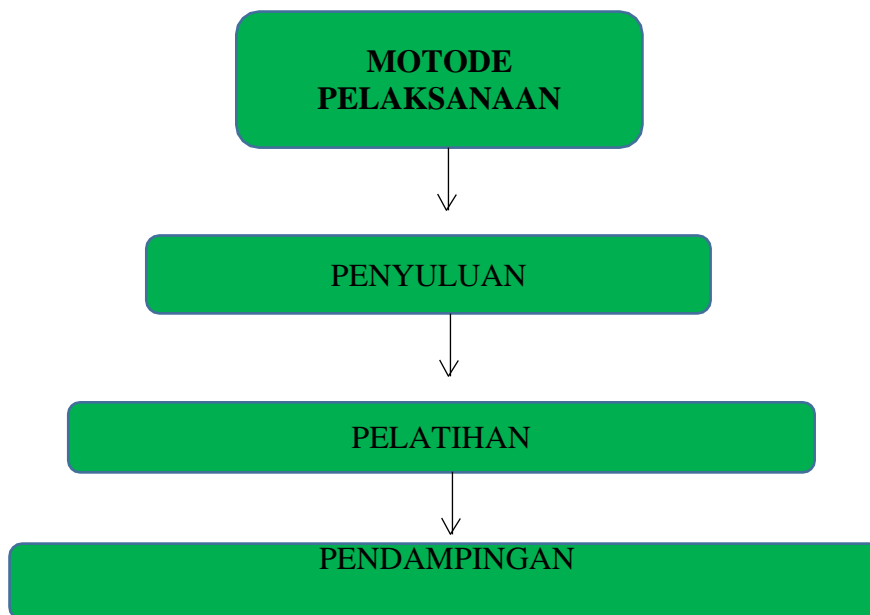 MOTODE
PELAKSANAAN
PENYULUAN
PELATIHAN
PENDAMPINGAN